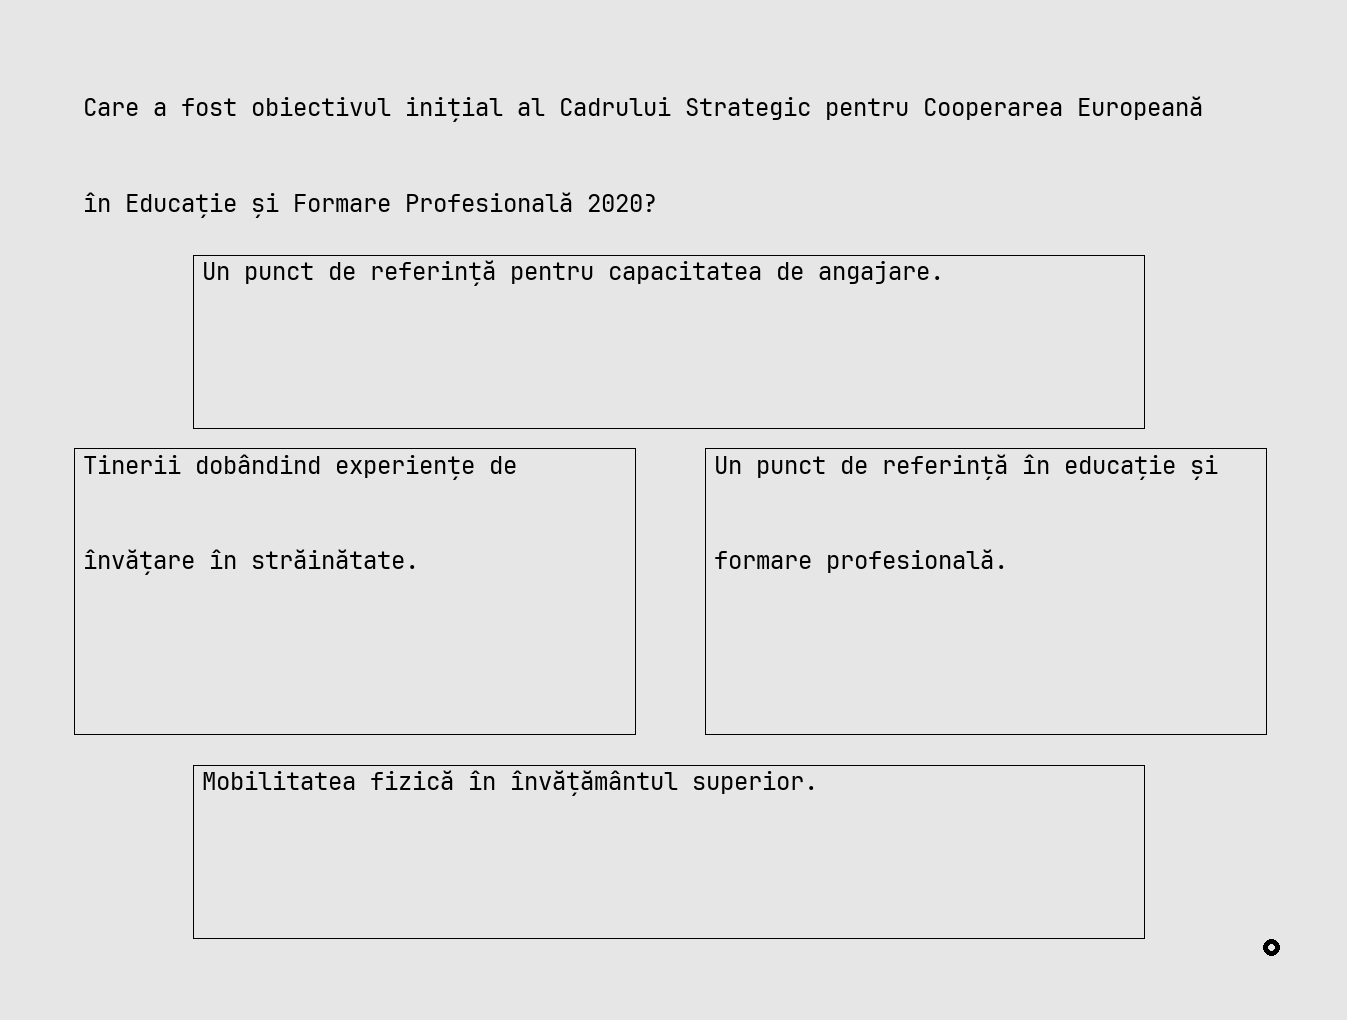 Care a fost obiectivul inițial al Cadrului Strategic pentru Cooperarea Europeană
în Educație și Formare Profesională 2020?
Un punct de referință pentru capacitatea de angajare.
Tinerii dobândind experiențe de
învățare în străinătate.
Un punct de referință în educație și
formare profesională.
Mobilitatea fizică în învățământul superior.